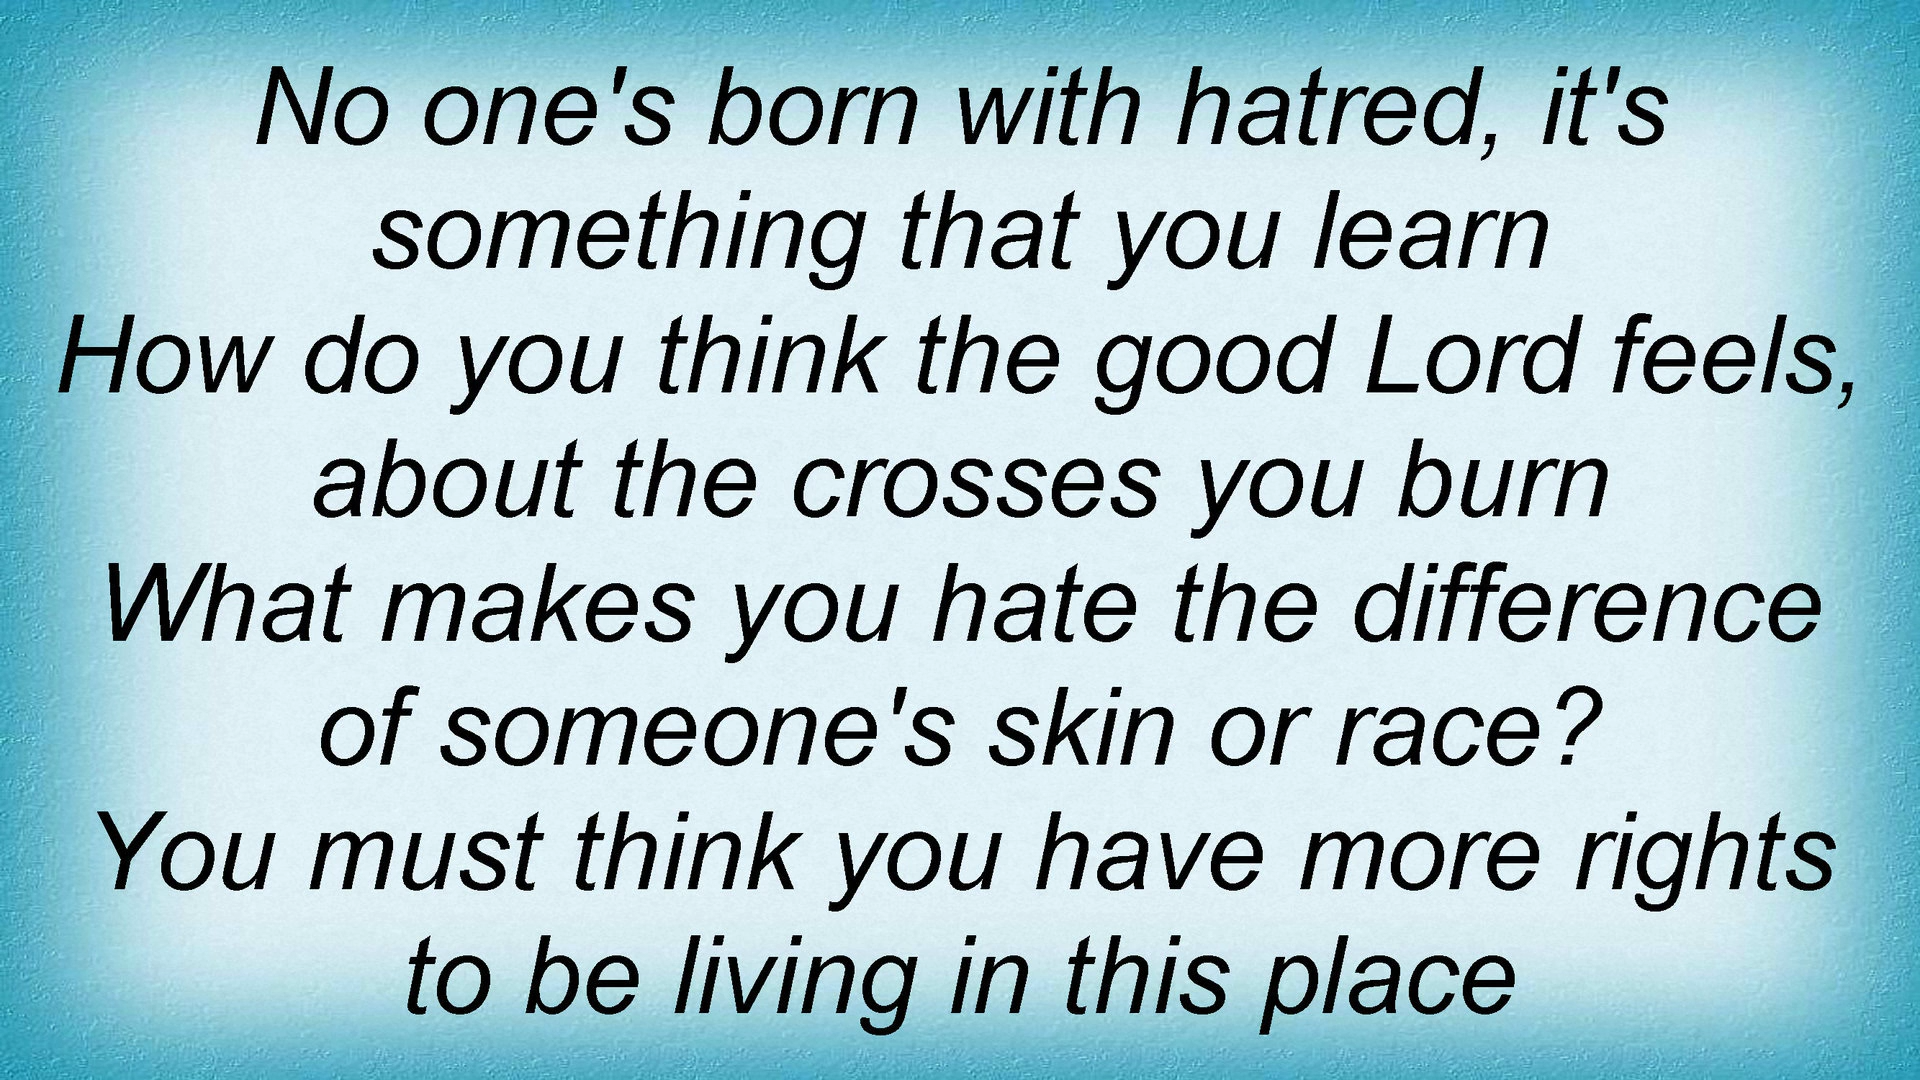 No one's born with hatred, it's
something that you learn
How do you think the good Lord feels,
about the crosses you burn
What makes you hate the difference
of someone's skin or race?
You must think you have more rights
to be living in this place